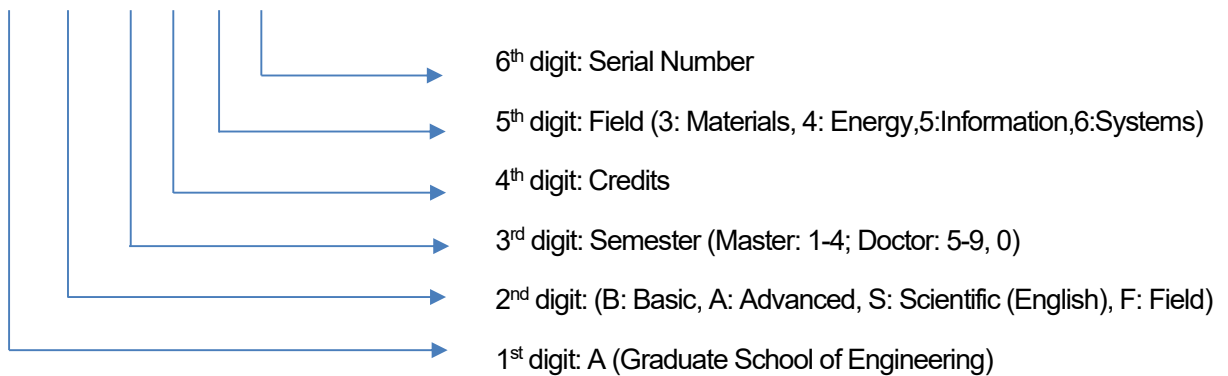 6th digit: Serial Number
5th digit: Field (3: Materials, 4: Energy,5:Information,6:Systems)
4th digit: Credits
3rd digit: Semester (Master: 1-4; Doctor: 5-9, 0)
2nd digit: (B: Basic, A: Advanced, S: Scientific (English), F: Field)
1st digit: A (Graduate School of Engineering)